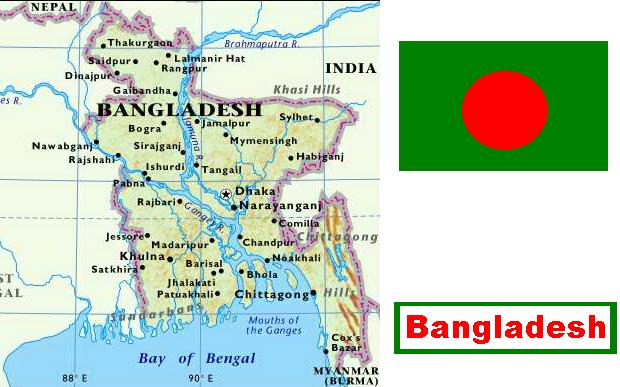 NEPAL
Thakurgaon
Brahmaputra R.
Saidpur
Lalmanir Hat
Rangpur
INDIA
Dinajpur
Gaibandha
Khasi Hills
BANGLADESH
Bogra
Jamalpur
Sylhet
Jamuna R.
Mymensingh
Nawabganj
Sirajganj
Rajshahi
Habiganj
Ishurdi
Tangail
Pabna
Dhaka
Rajbari
Narayanganj
Ganges R.
Comilla
Jessore
Chittagong
Madaripur
Chandpur
Khulna
Noakhali
Satkhira
Barisal
Bhola
Jhalakati
Patuakhali
Chittagong
Hills
Sundarbans
Mouths of
the Ganges
Bangladesh
Cox's
Bazar
Bay of Bengal
MYANMAR
(BURMA)
88° E
90° E